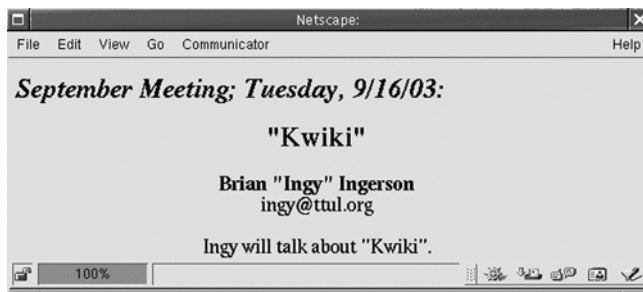 Netscape:
File Edit View Go Communicator Help
September Meeting; Tuesday, 9/16/03:
"Kwiki"
Brian "Ingy" Ingerson
ingy@ttul.org
Ingy will talk about "Kwiki".
100%